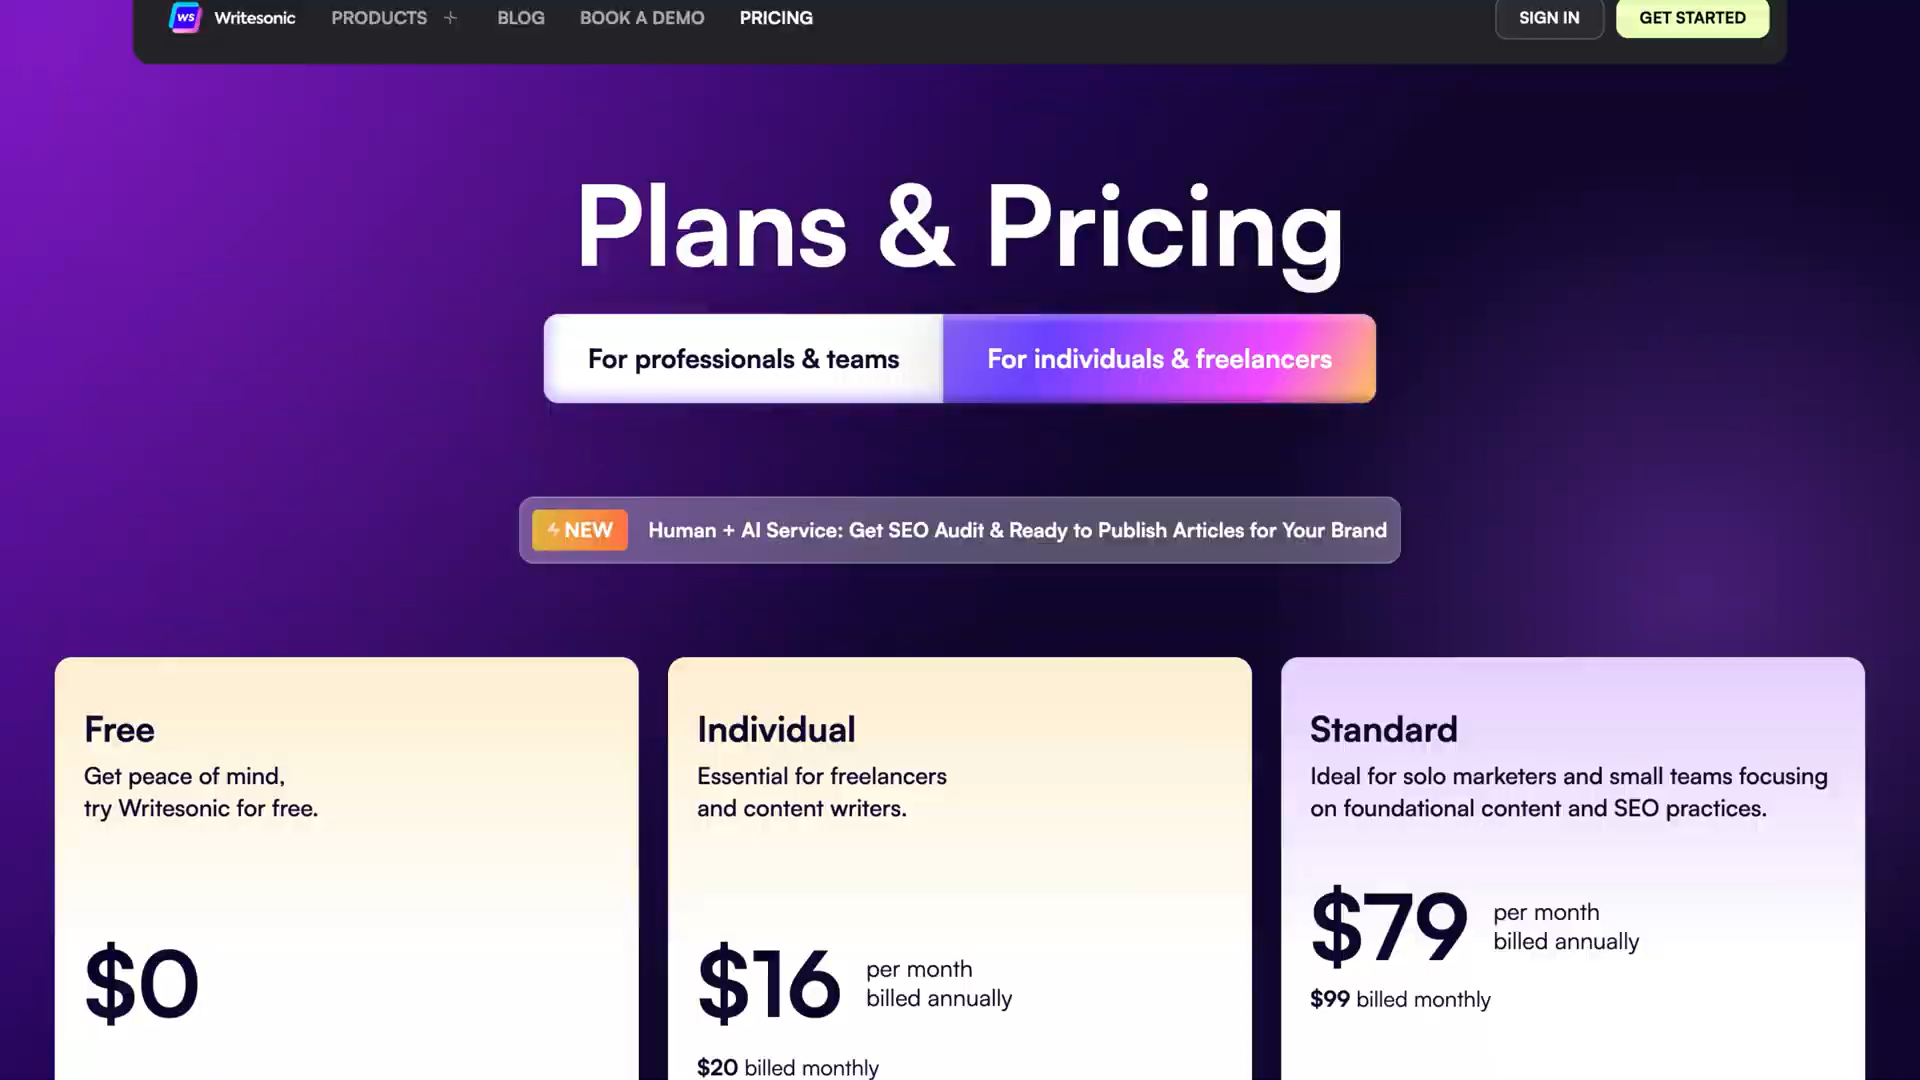 WS Writesonic PRODUCTS + BLOG BOOK A DEMO PRICING SIGN IN GET STARTED
Plans & Pricing
For professionals & teams For individuals & freelancers
NEW Human + AI Service: Get SEO Audit & Ready to Publish Articles for Your Brand
Free
Get peace of mind,
try Writesonic for free.
$0
Individual
Essential for freelancers
and content writers.
$16 per month
billed annually
$20 billed monthly
Standard
Ideal for solo marketers and small teams focusing
on foundational content and SEO practices.
$79 per month
billed annually
$99 billed monthly